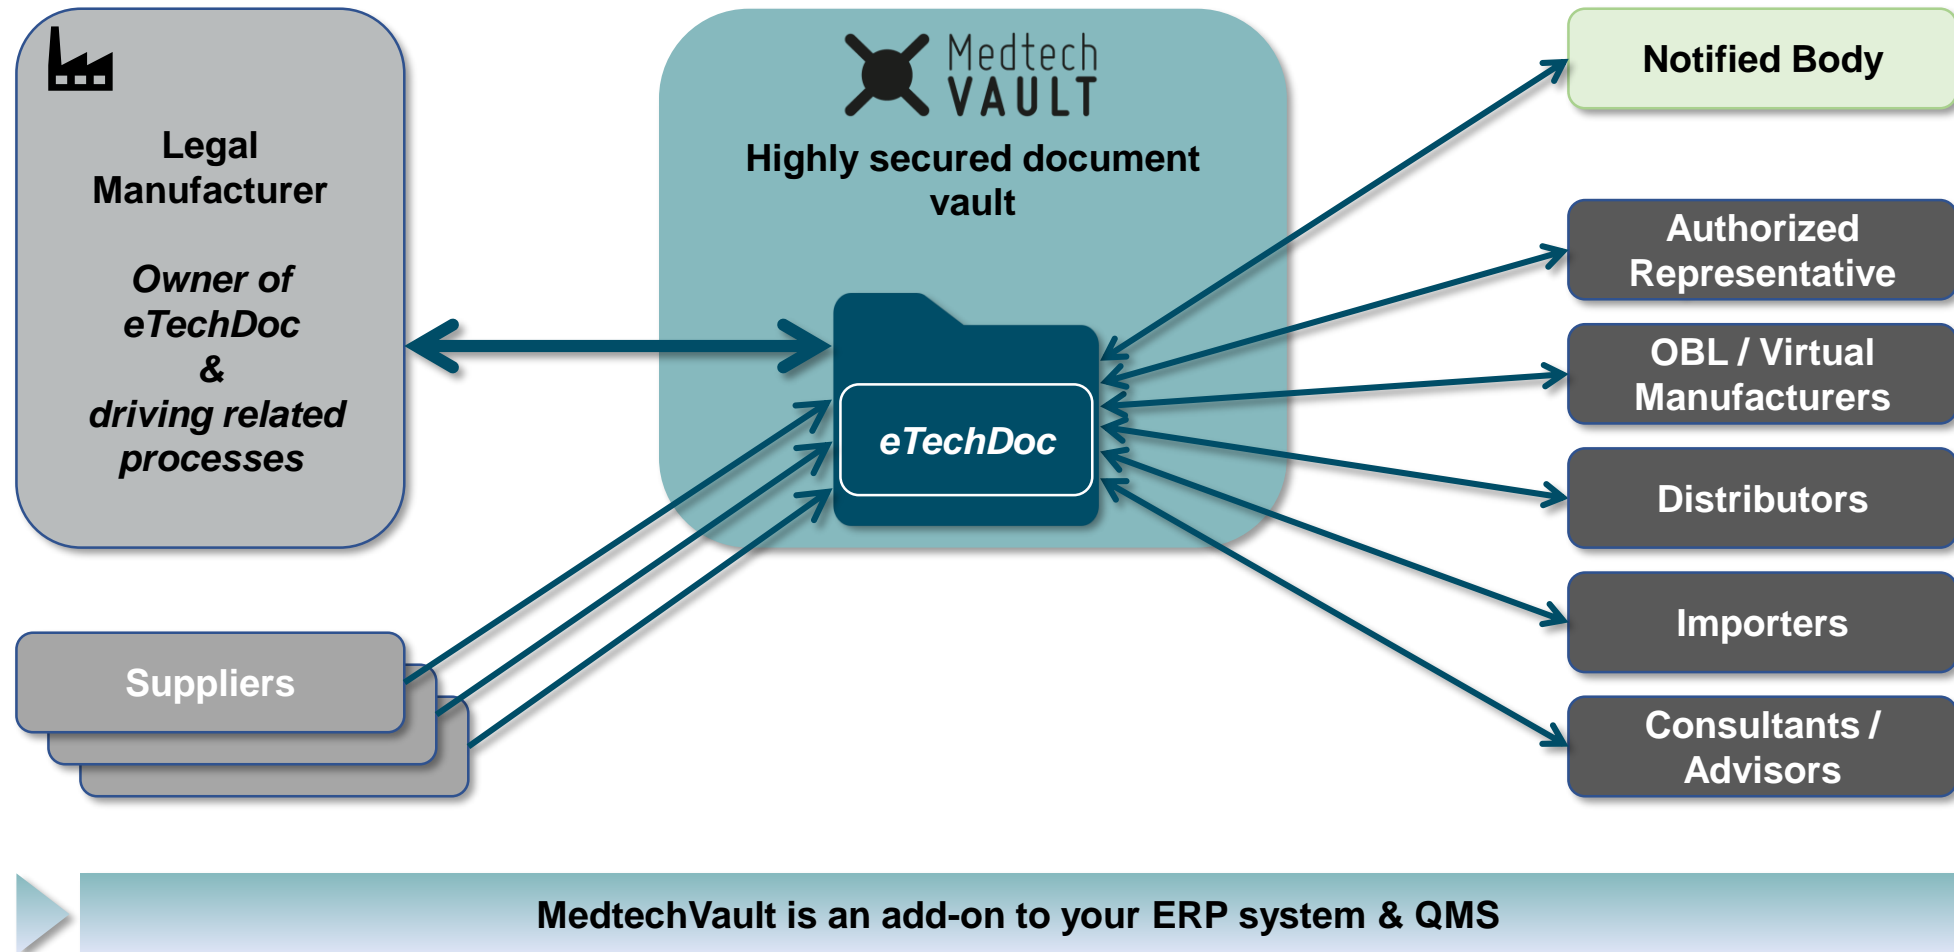 Legal
Manufacturer
Owner of
eTechDoc
&
driving related
processes
Suppliers
Medtech
VAULT
Highly secured document
vault
eTechDoc
Notified Body
Authorized
Representative
OBL / Virtual
Manufacturers
Distributors
Importers
Consultants /
Advisors
MedtechVault is an add-on to your ERP system & QMS